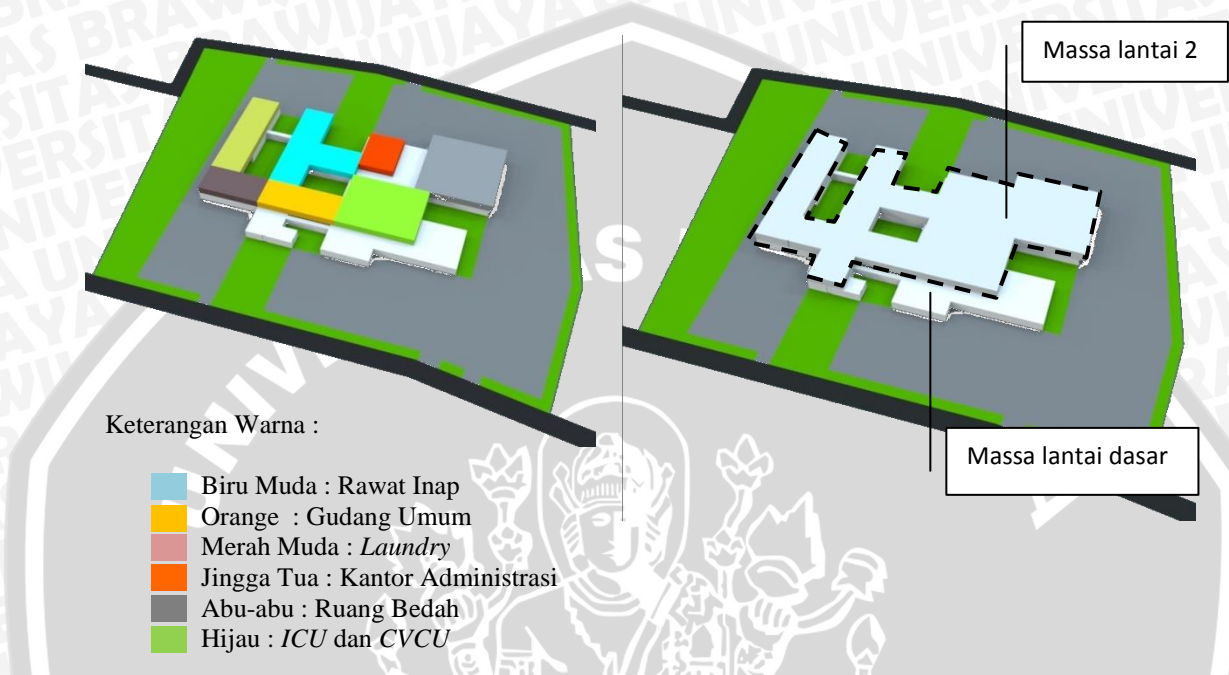 Massa lantai 2
Keterangan Warna :
Massa lantai dasar
Biru Muda : Rawat Inap
Orange : Gudang Umum
Merah Muda : Laundry
Jingga Tua : Kantor Administrasi
Abu-abu : Ruang Bedah
Hijau : ICU dan CVCU